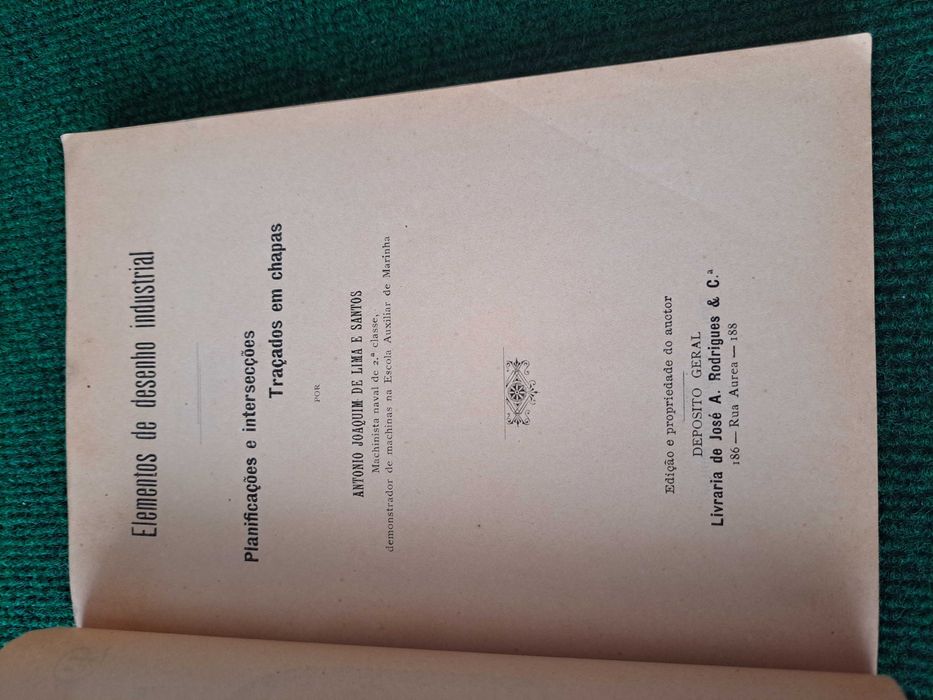 Elementos de desenho industrial
Planificações e intersecções
Traçados em chapas
POR
ANTONIO JOAQUIM DE LIMA E SANTOS
Machinista naval de 2.ª classe,
demonstrador de machinas na Escola Auxiliar de Marinha
Edição e propriedade do auctor
DEPOSITO GERAL
Livraria de José A. Rodrigues & C.ª
186 — Rua Aurea — 188